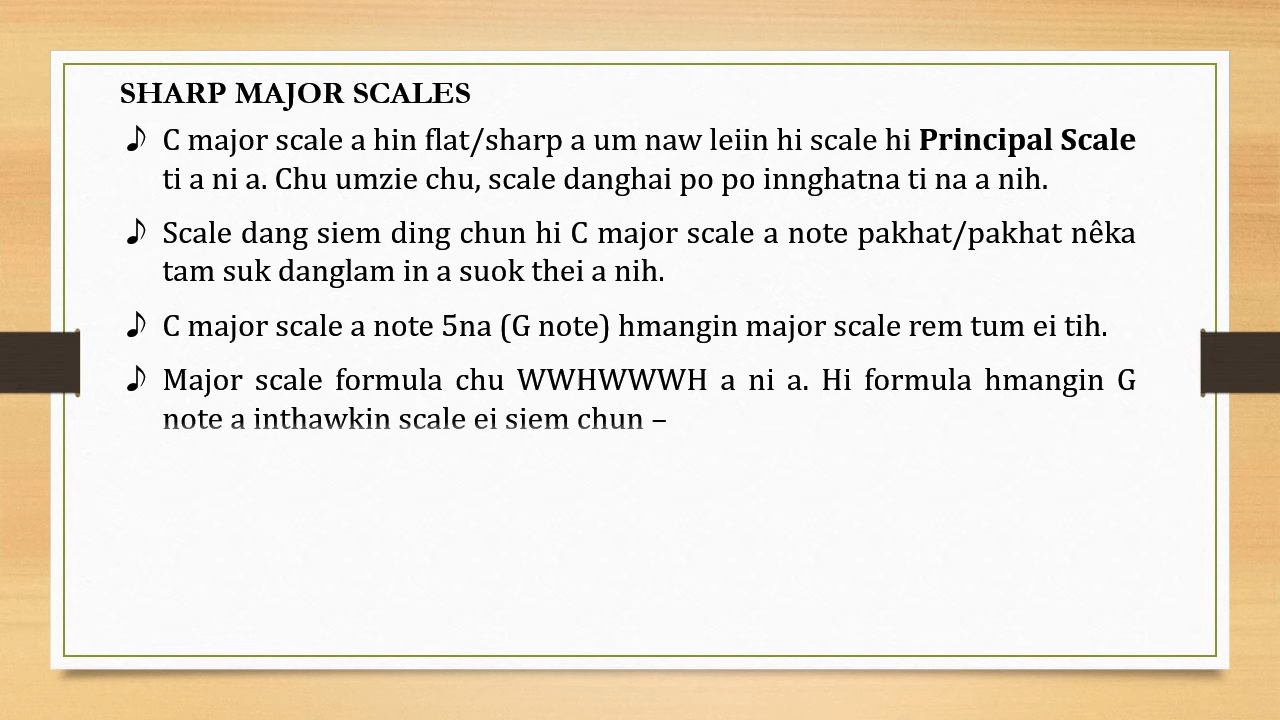 SHARP MAJOR SCALES
C major scale a hin flat/sharp a um naw leiin hi scale hi Principal Scale
ti a ni a. Chu umzie chu, scale danghai po po innghatna ti na a nih.
Scale dang siem ding chun hi C major scale a note pakhat/pakhat nêka
tam suk danglam in a suok thei a nih.
C major scale a note 5na (G note) hmangin major scale rem tum ei tih.
Major scale formula chu WWHWWWH a ni a. Hi formula hmangin G
note a inthawkin scale ei siem chun –